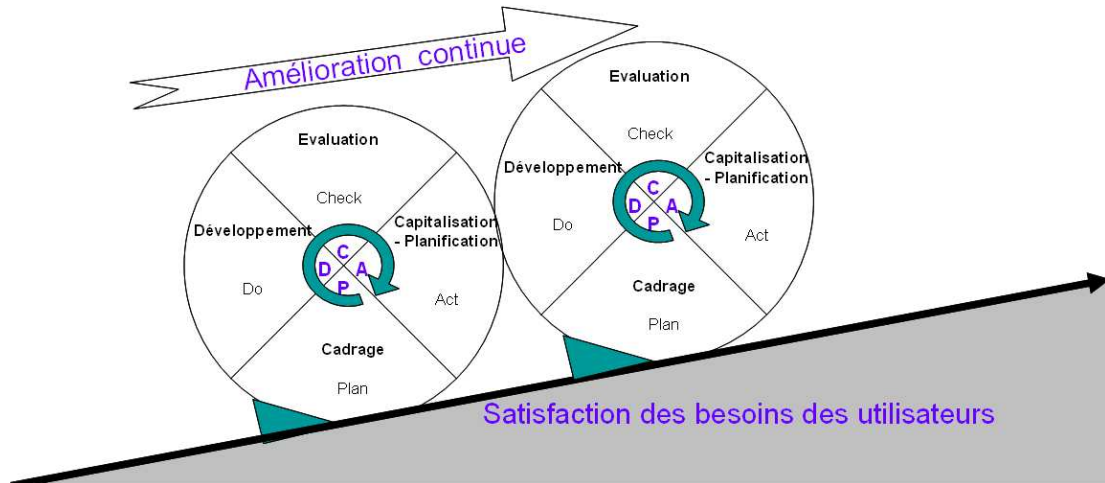 Amélioration continue
Evaluation
Check
Développement
Capitalisation
- Planification
C
D A
P
Do
Act
Cadrage
Plan
Evaluation
Check
Développement
Capitalisation
- Planification
C
D A
P
Do
Act
Cadrage
Plan
Satisfaction des besoins des utilisateurs